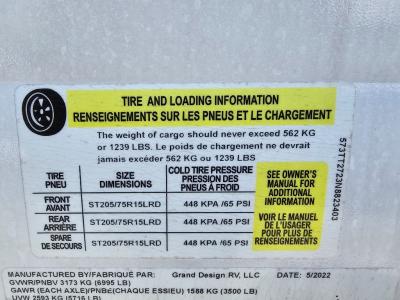 TIRE AND LOADING INFORMATION
RENSEIGNEMENTS SUR LES PNEUS ET LE CHARGEMENT
The weight of cargo should never exceed 562 KG
or 1239 LBS. Le poids de chargement ne devrait
jamais excéder 562 KG ou 1239 LBS
TIRE
PNEU
SIZE
DIMENSIONS
COLD TIRE PRESSURE
PRESSION DES
PNEUS À FROID
FRONT
AVANT
ST205/75R15LRD
448 KPA /65 PSI
REAR
ARRIÈRE
ST205/75R15LRD
448 KPA /65 PSI
SPARE
DE SECOURS
ST205/75R15LRD
448 KPA /65 PSI
SEE OWNER'S
MANUAL FOR
ADDITIONAL
INFORMATION
VOIR LE MANUEL
DE L'USAGER
POUR PLUS DE
RENSEIGNEMENTS
573TT2723N8823403
MANUFACTURED BY/FABRIQUÉ PAR: Grand Design RV, LLC DATE: 5/2022
GVWR/PNBV 3173 KG (6995 LB)
GAWR (EACH AXLE)/PNBE(CHAQUE ESSIEU) 1588 KG (3500 LB)
UVW 2593 KG (5716 LB)